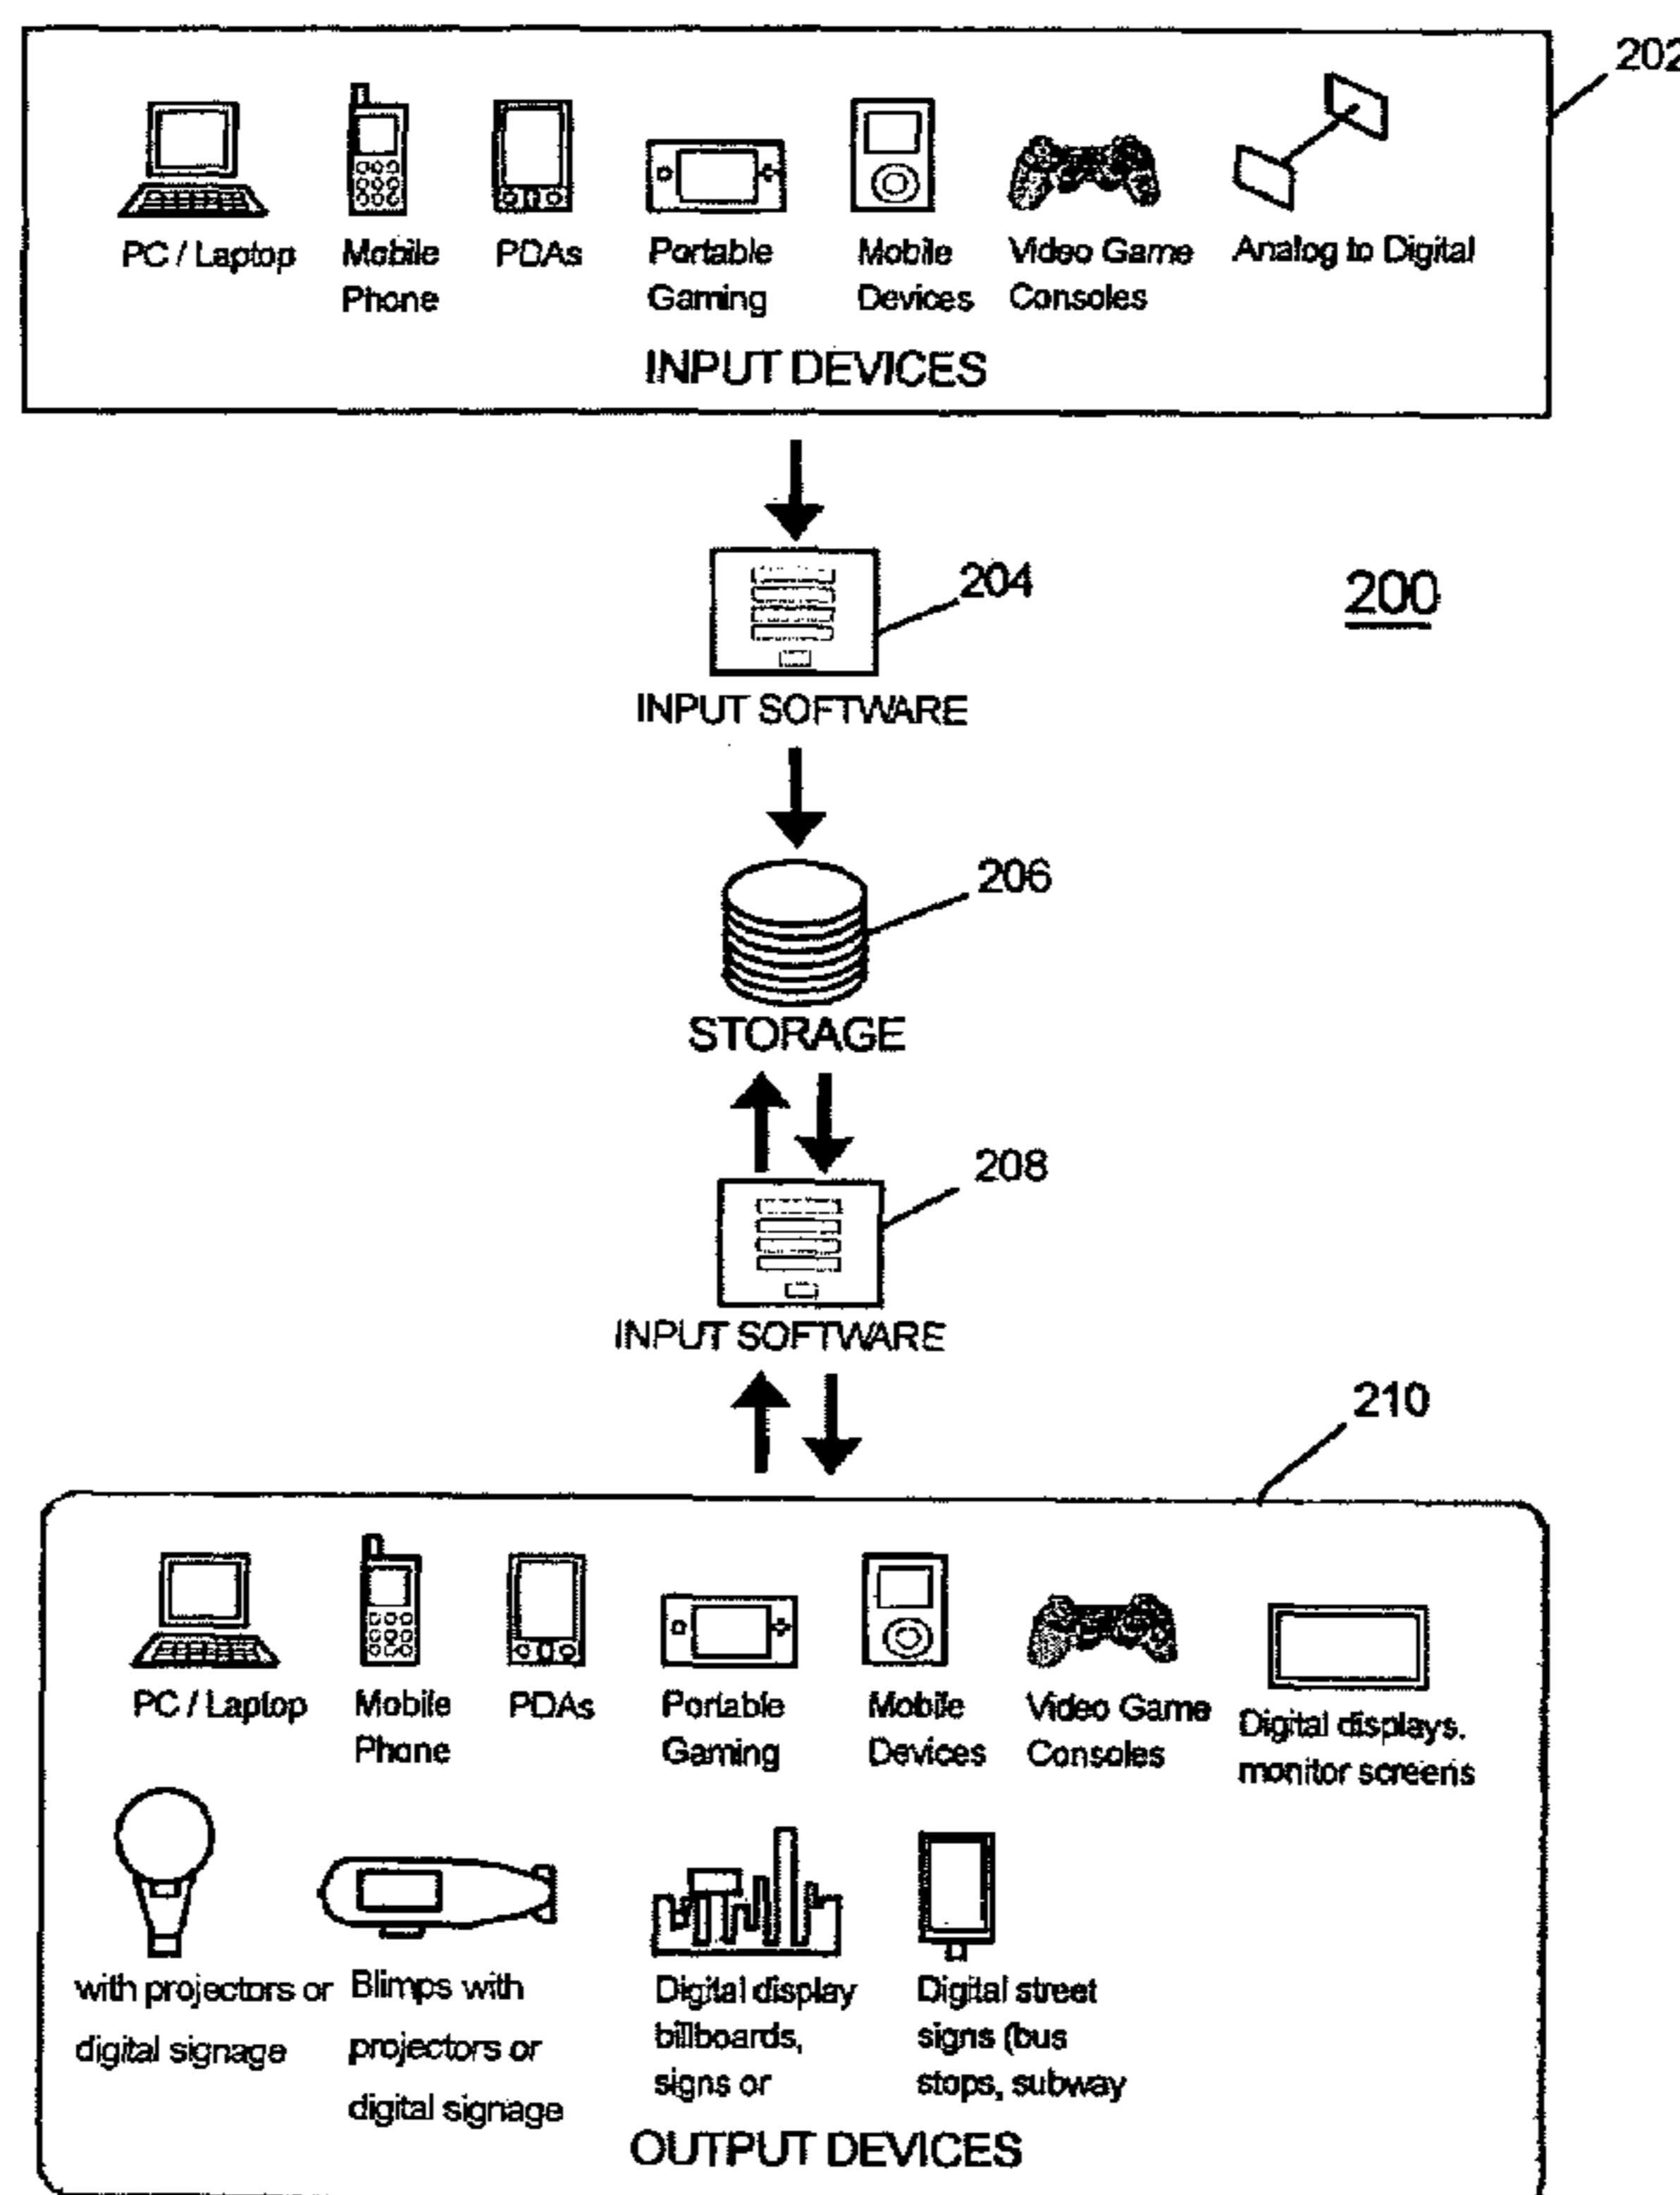 202
PC / Laptop
Mobile
Phone
PDAs
Portable
Gaming
Mobile
Devices
Video Game
Consoles
Analog to Digital
INPUT DEVICES
204
200
INPUT SOFTWARE
206
STORAGE
208
INPUT SOFTWARE
210
PC / Laptop
Mobile
Phone
PDAs
Portable
Gaming
Mobile
Devices
Video Game
Consoles
Digital displays.
monitor screens
with projectors or
digital signage
Blimps with
projectors or
digital signage
Digital display
billboards,
signs or
Digital street
signs (bus
stops, subway
OUTPUT DEVICES